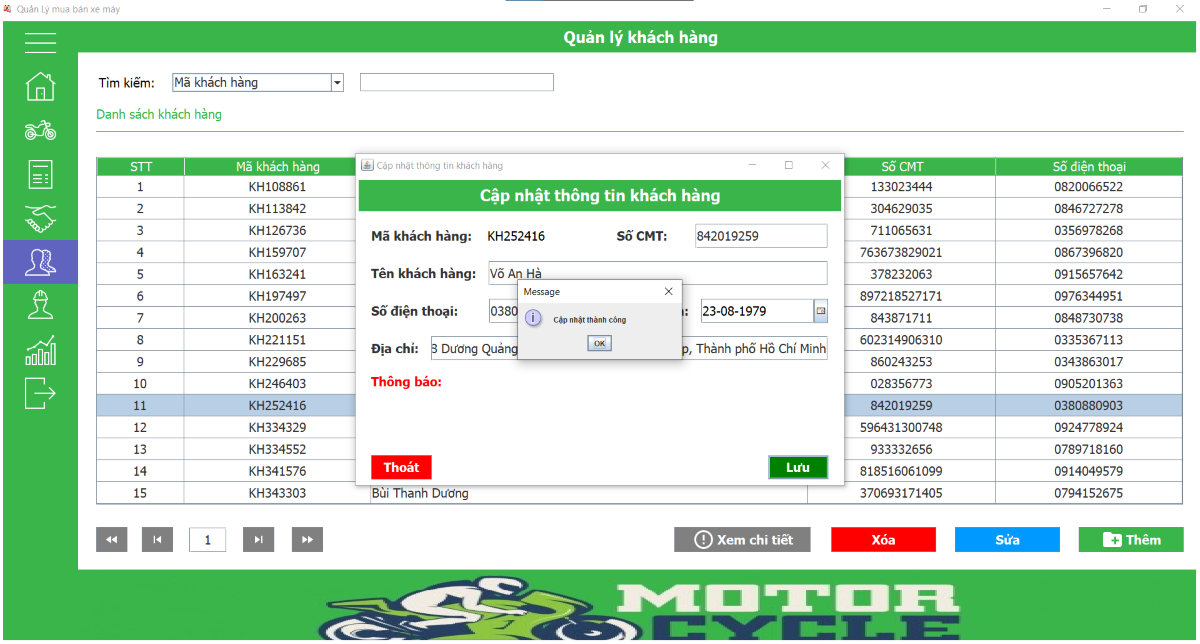 Quản lý mua bán xe máy
Quản lý khách hàng
Tìm kiếm: Mã khách hàng
Danh sách khách hàng
STT Mã khách hàng Số CMT Số điện thoại
1 KH108861 133023444 0820066522
2 KH113842 304629035 0846727278
3 KH126736 711065631 0356978268
4 KH159707 763673829021 0867396820
5 KH163241 378232063 0915657642
6 KH197497 897218527171 0976344951
7 KH200263 843871711 0848730738
8 KH221151 602314906310 0335367113
9 KH229685 860243253 0343863017
10 KH246403 028356773 0905201363
11 KH252416 842019259 0380880903
12 KH334329 596431300748 0924778924
13 KH334552 933332656 0789718160
14 KH341576 818516061099 0914049579
15 KH343303 Bùi Thanh Dương 370693171405 0794152675
Cập nhật thông tin khách hàng
Cập nhật thông tin khách hàng
Mã khách hàng: KH252416 Số CMT: 842019259
Tên khách hàng: Võ An Hà
Số điện thoại: 0380 23-08-1979
Địa chỉ: 3 Dương Quảng p, Thành phố Hồ Chí Minh
Thông báo:
Thoát Lưu
Message
Cập nhật thành công
OK
1
Xem chi tiết Xóa Sửa Thêm
MOTOR
CYCLE